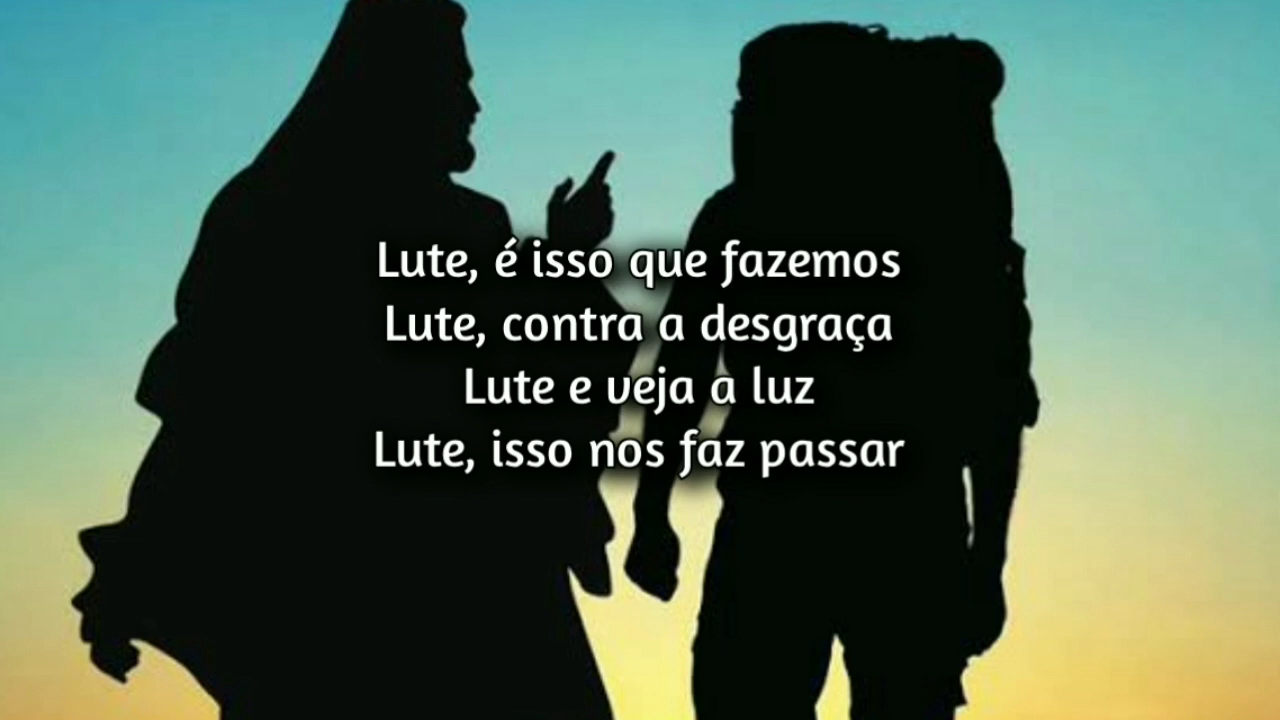 Lute, é isso que fazemos
Lute, contra a desgraça
Lute e veja a luz
Lute, isso nos faz passar